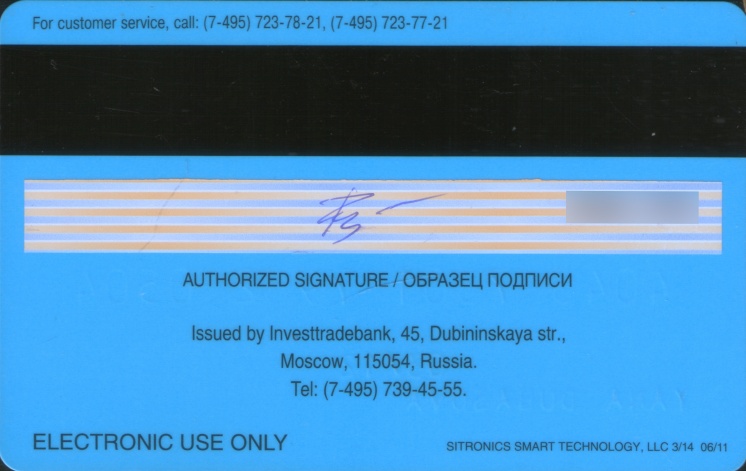 For customer service, call: (7-495) 723-78-21, (7-495) 723-77-21
AUTHORIZED SIGNATURE / ОБРАЗЕЦ ПОДПИСИ
Issued by Investtradebank, 45, Dubininskaya str.,
Moscow, 115054, Russia.
Tel: (7-495) 739-45-55.
ELECTRONIC USE ONLY
SITRONICS SMART TECHNOLOGY, LLC 3/14 06/11